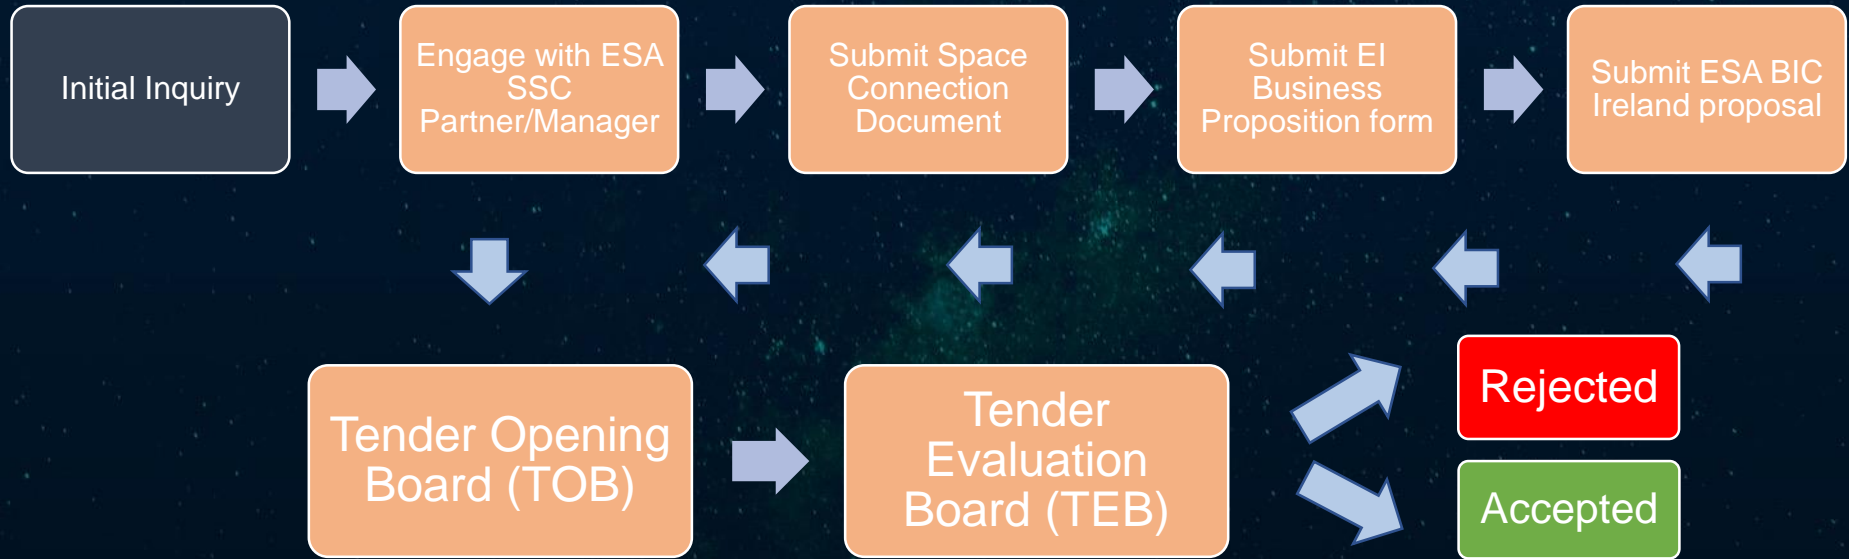 Initial Inquiry
Engage with ESA
SSC
Partner/Manager
Submit Space
Connection
Document
Submit EI
Business
Proposition form
Submit ESA BIC
Ireland proposal
Tender Opening
Board (TOB)
Tender
Evaluation
Board (TEB)
Rejected
Accepted